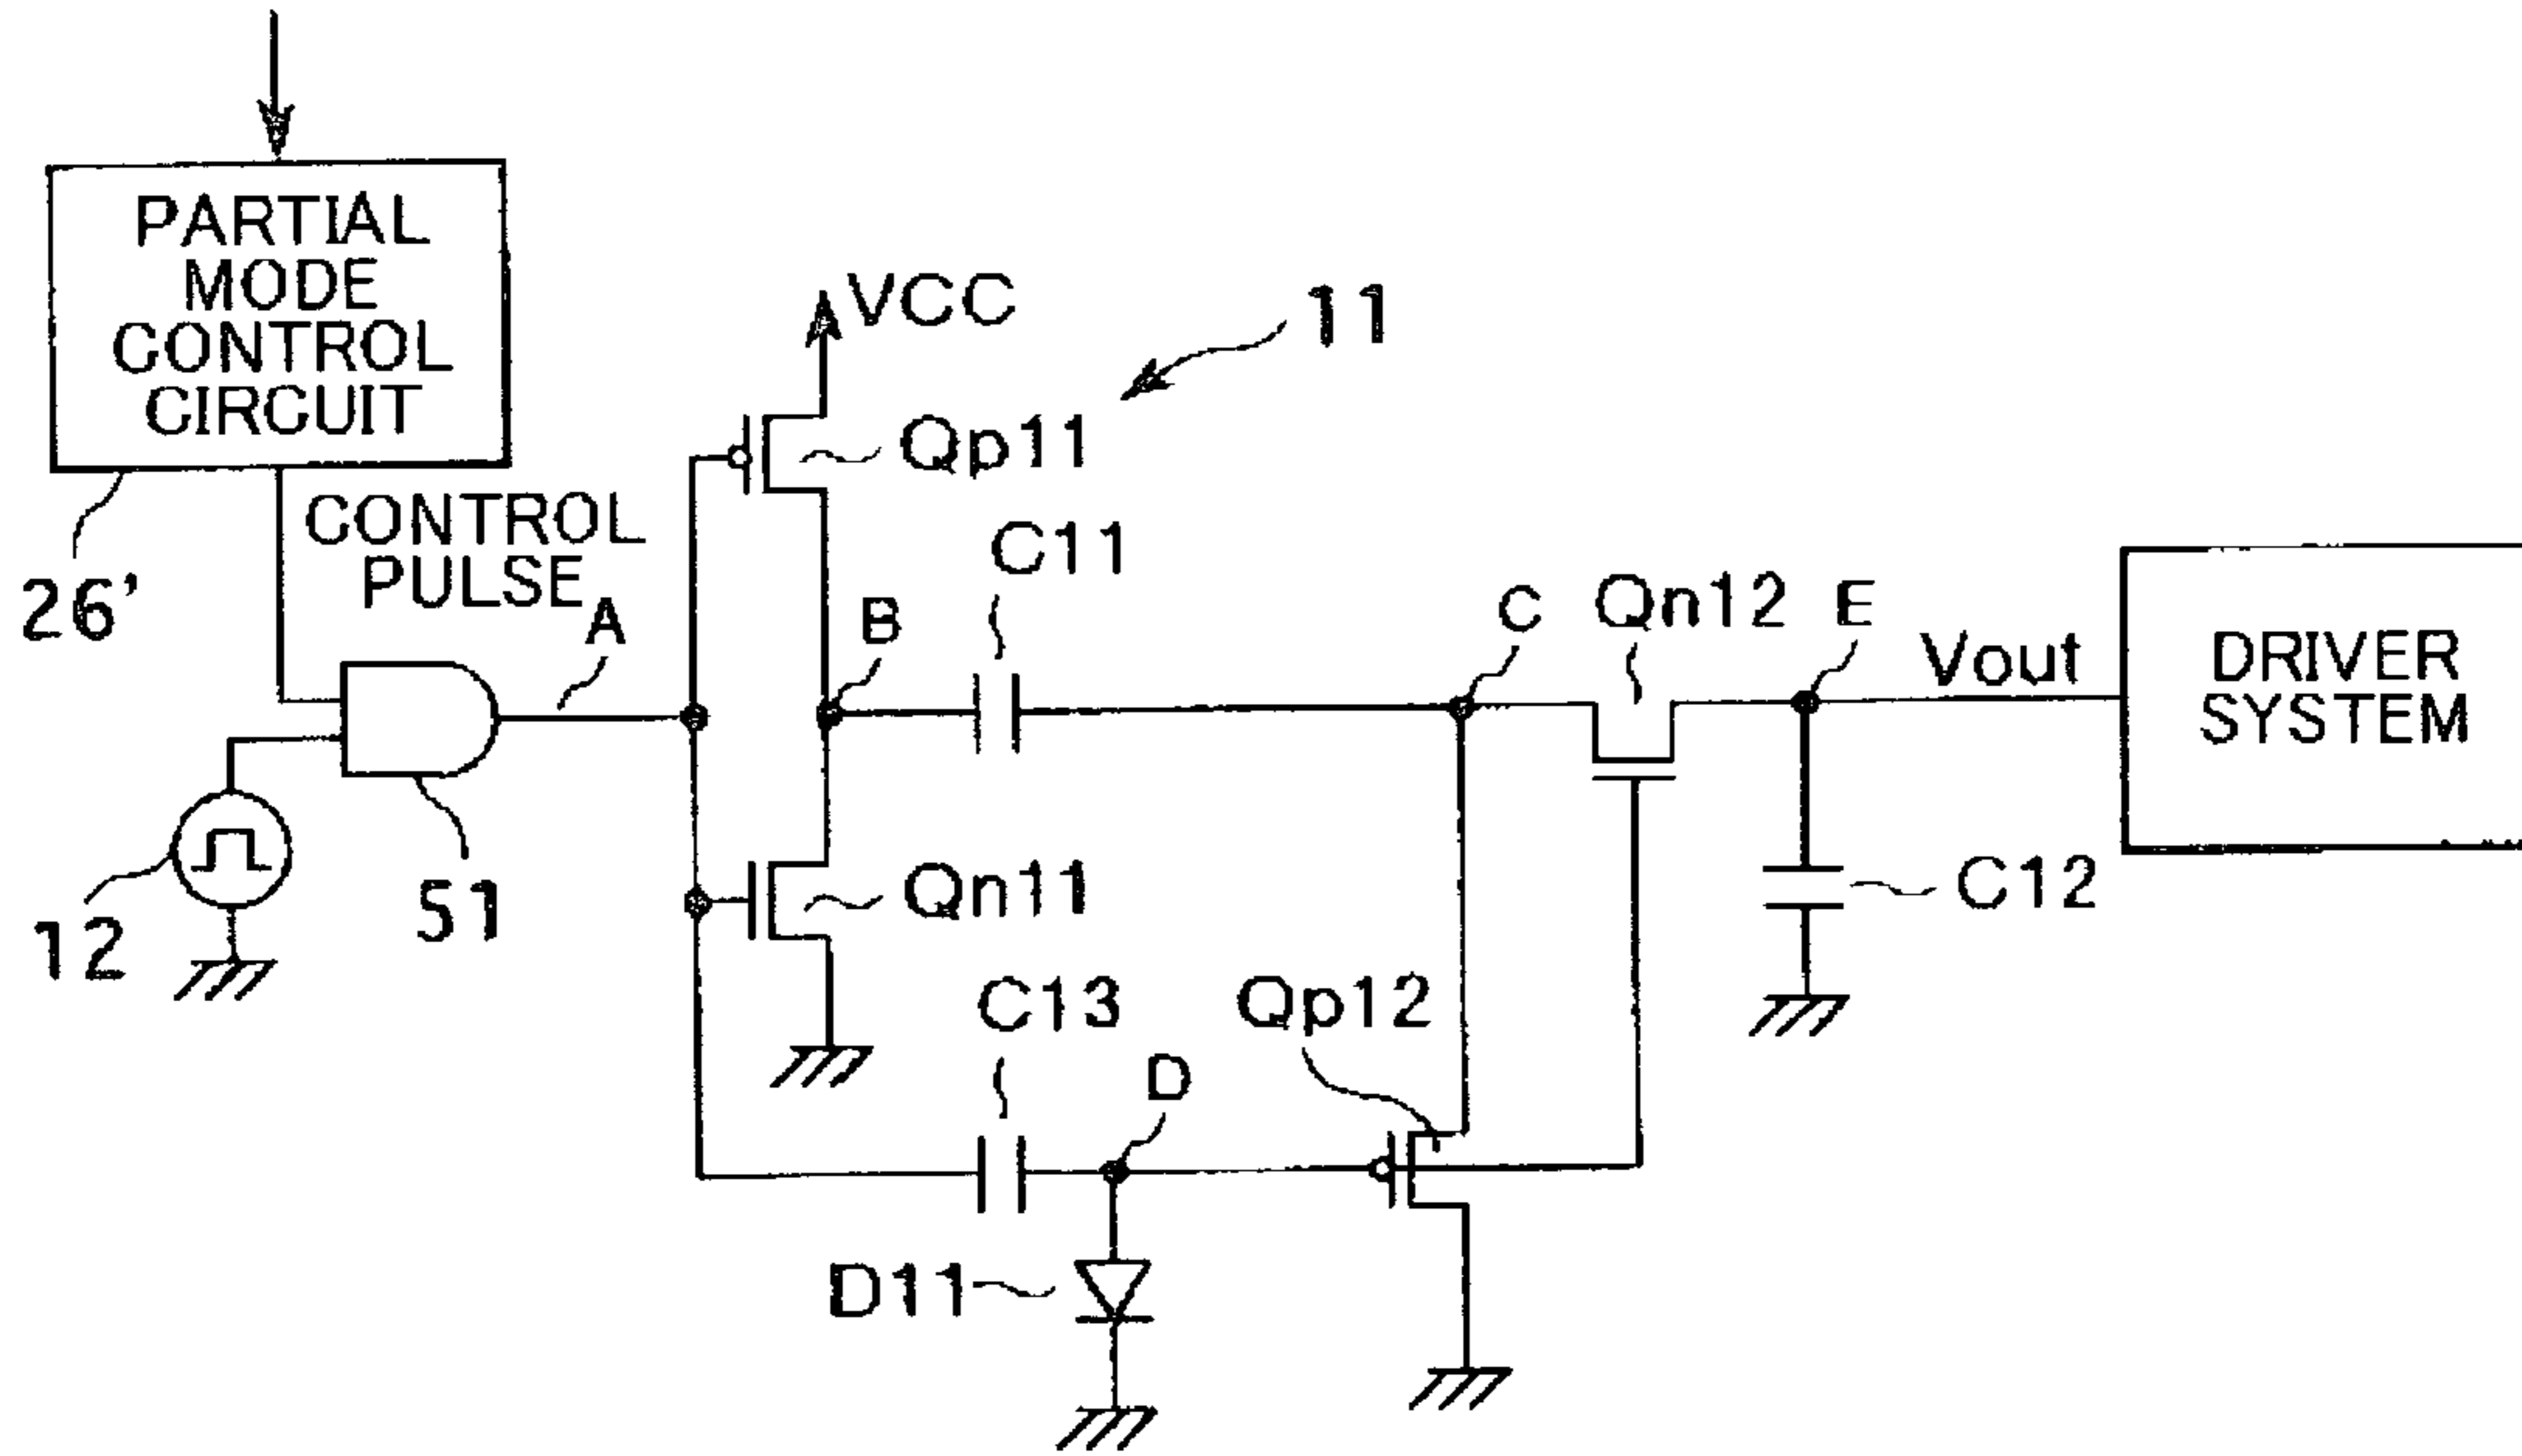 PARTIAL
MODE
CONTROL
CIRCUIT
VCC
11
Qp11
CONTROL
PULSE
26'
A
B
C11
C
Qn12
E
Vout
DRIVER
SYSTEM
12
51
Qn11
C12
C13
Qp12
D
D11